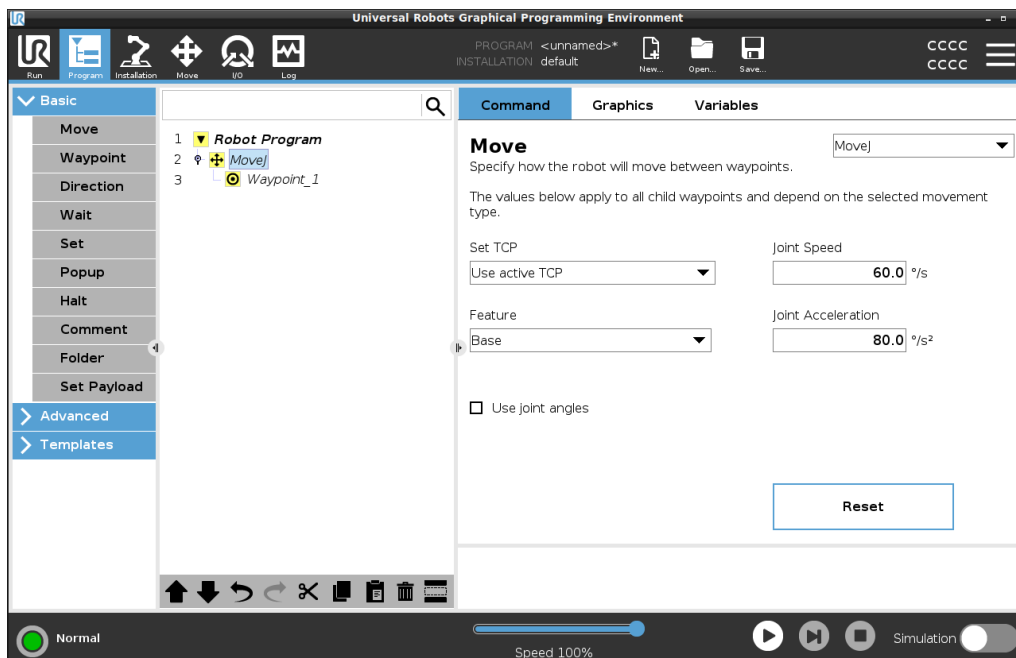 UR
Universal Robots Graphical Programming Environment
UR
Run
Program
Installation
Move
I/O
Log
PROGRAM <unnamed>*
INSTALLATION default
New...
Open...
Save...
CCCC
CCCC
Basic
Move
Waypoint
Direction
Wait
Set
Popup
Halt
Comment
Folder
Set Payload
Advanced
Templates
1 Robot Program
2 MoveJ
3 Waypoint_1
Command Graphics Variables
Move
MoveJ
Specify how the robot will move between waypoints.
The values below apply to all child waypoints and depend on the selected movement
type.
Set TCP
Joint Speed
Use active TCP
60.0 °/s
Feature
Joint Acceleration
Base
80.0 °/s²
Use joint angles
Reset
Normal
Speed 100%
Simulation